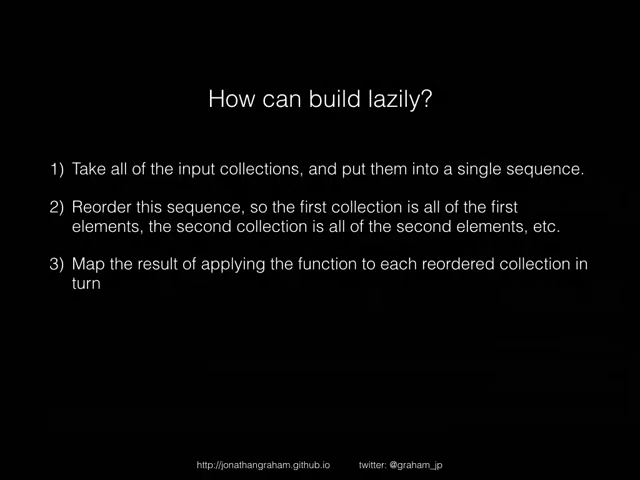 How can build lazily?
1) Take all of the input collections, and put them into a single sequence.
2) Reorder this sequence, so the first collection is all of the first
elements, the second collection is all of the second elements, etc.
3) Map the result of applying the function to each reordered collection in
turn
http://jonathangraham.github.io twitter: @graham_jp